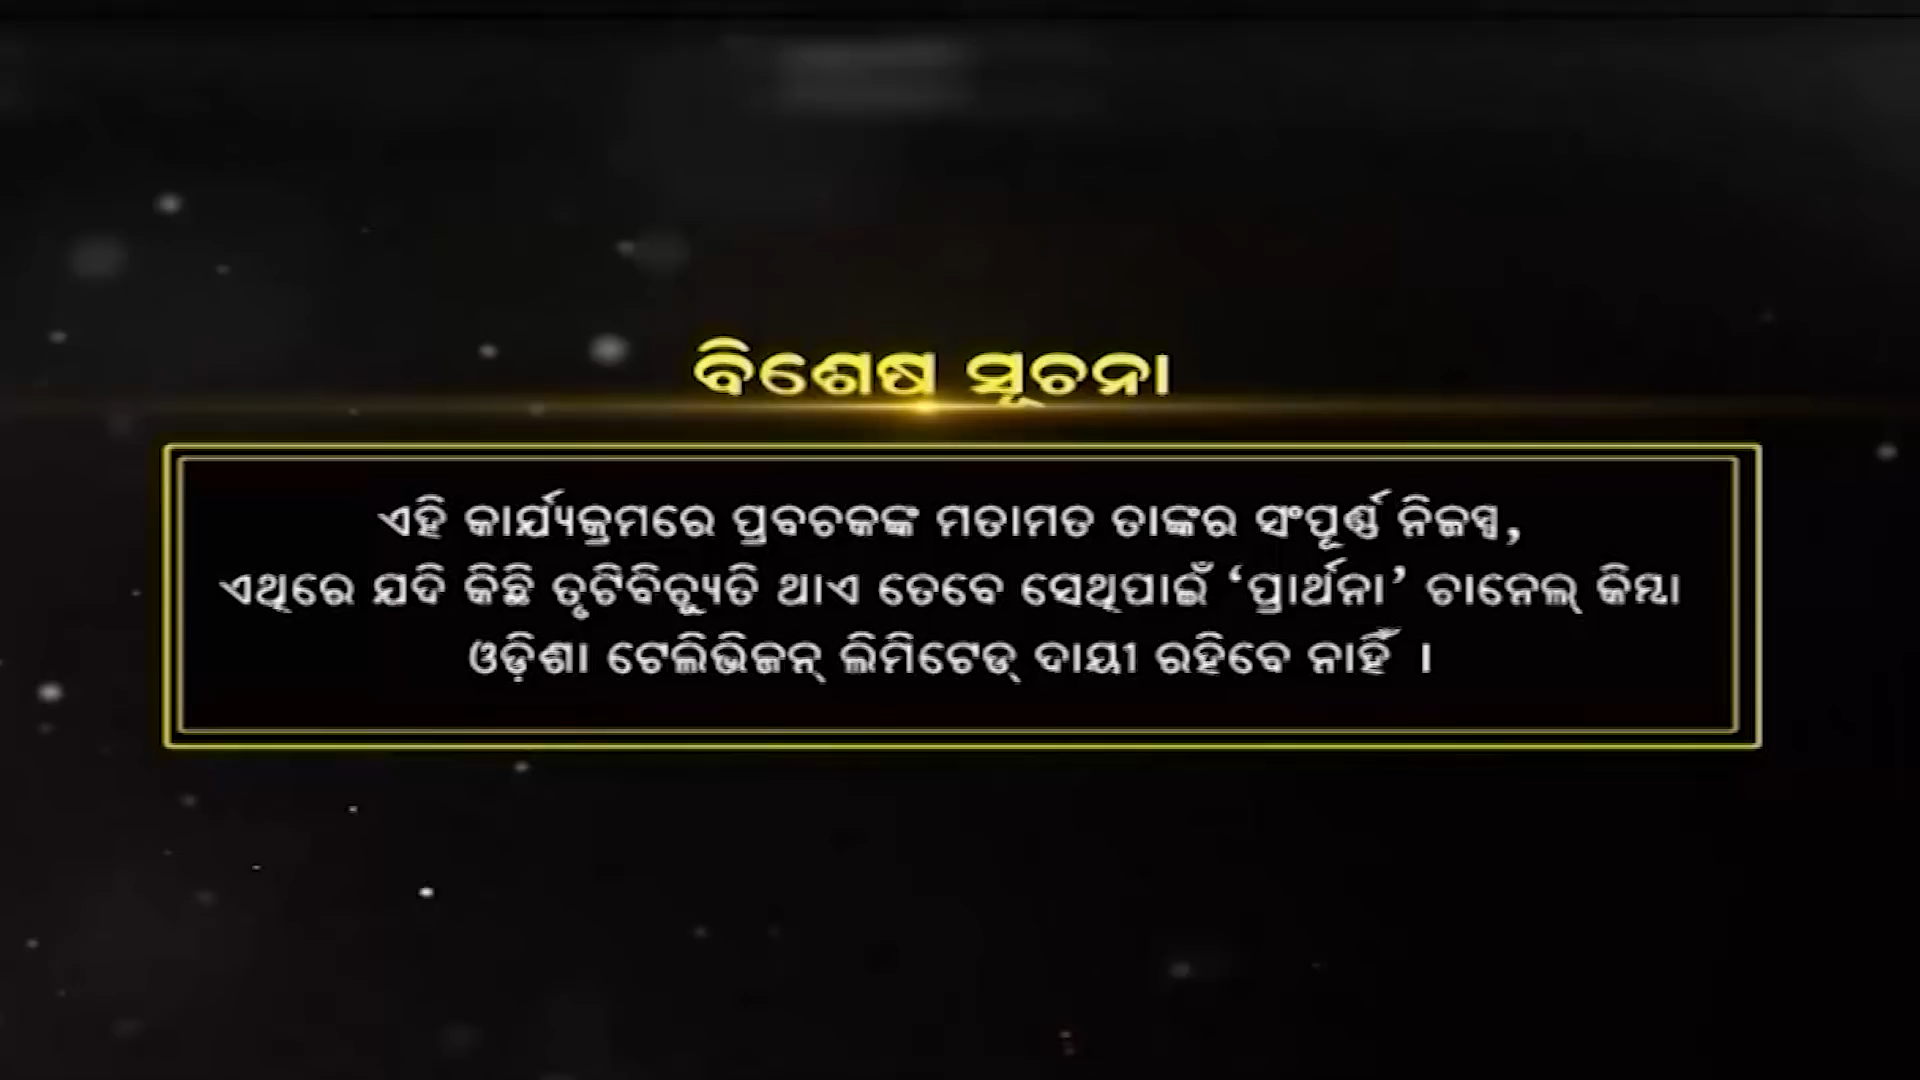 ବିଶେଷ ସୂଚନା
ଏହି କାର୍ଯ୍ୟକ୍ରମରେ ପ୍ରବଚକଙ୍କ ମତାମତ ତାଙ୍କର ସଂପୂର୍ଣ୍ଣ ନିଜସ୍ୱ,
ଏଥିରେ ଯଦି କିଛି ତୃଟିବିଚ୍ୟୁତି ଥାଏ ତେବେ ସେଥିପାଇଁ ‘ପ୍ରାର୍ଥନା’ ଚାନେଲ୍ କିମ୍ବା
ଓଡ଼ିଶା ଟେଲିଭିଜନ୍ ଲିମିଟେଡ୍ ଦାୟୀ ରହିବେ ନାହିଁ ।